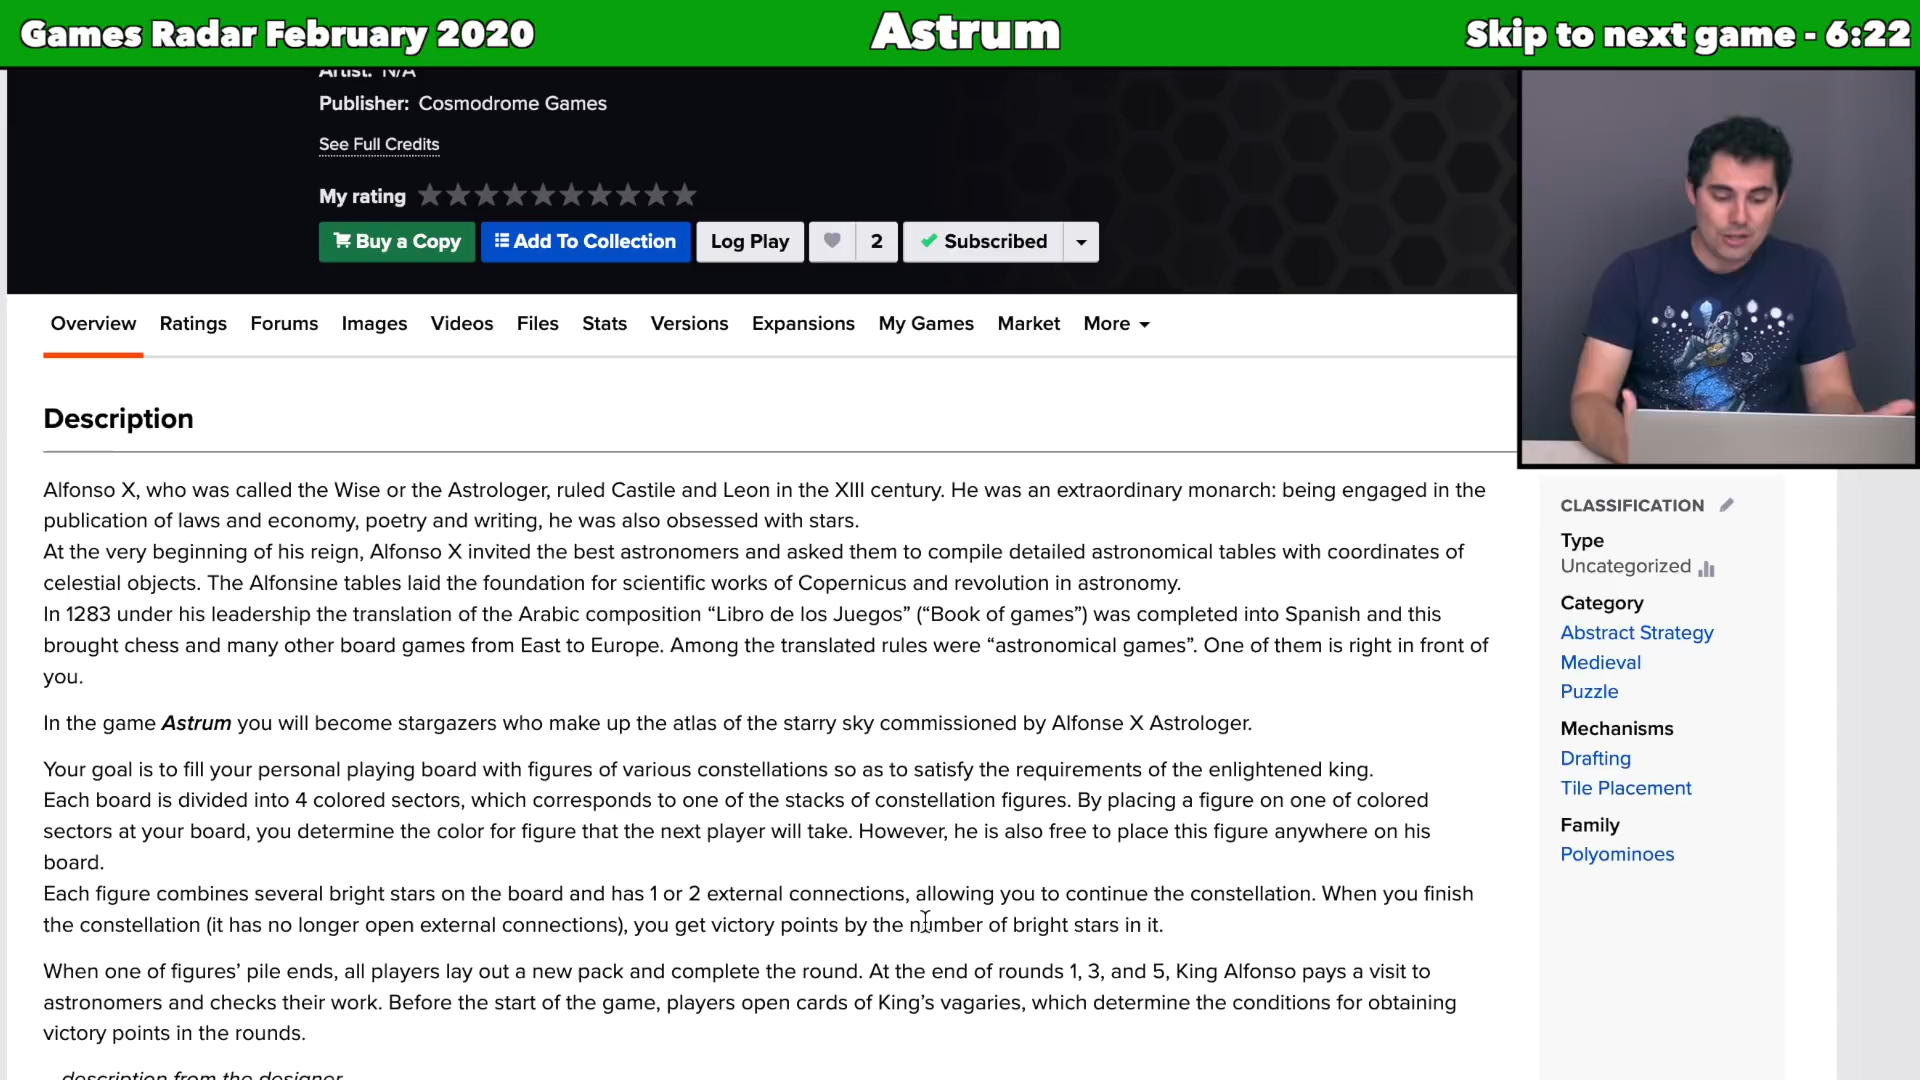 Games Radar February 2020
Astrum
Skip to next game - 6:22
Artist: N/A
Publisher: Cosmodrome Games
See Full Credits
My rating
Buy a Copy
Add To Collection
Log Play
2
Subscribed
Overview Ratings Forums Images Videos Files Stats Versions Expansions My Games Market More
Description
Alfonso X, who was called the Wise or the Astrologer, ruled Castile and Leon in the XIII century. He was an extraordinary monarch: being engaged in the
publication of laws and economy, poetry and writing, he was also obsessed with stars.
At the very beginning of his reign, Alfonso X invited the best astronomers and asked them to compile detailed astronomical tables with coordinates of
celestial objects. The Alfonsine tables laid the foundation for scientific works of Copernicus and revolution in astronomy.
In 1283 under his leadership the translation of the Arabic composition “Libro de los Juegos” (“Book of games”) was completed into Spanish and this
brought chess and many other board games from East to Europe. Among the translated rules were “astronomical games”. One of them is right in front of
you.
In the game Astrum you will become stargazers who make up the atlas of the starry sky commissioned by Alfonse X Astrologer.
Your goal is to fill your personal playing board with figures of various constellations so as to satisfy the requirements of the enlightened king.
Each board is divided into 4 colored sectors, which corresponds to one of the stacks of constellation figures. By placing a figure on one of colored
sectors at your board, you determine the color for figure that the next player will take. However, he is also free to place this figure anywhere on his
board.
Each figure combines several bright stars on the board and has 1 or 2 external connections, allowing you to continue the constellation. When you finish
the constellation (it has no longer open external connections), you get victory points by the number of bright stars in it.
When one of figures’ pile ends, all players lay out a new pack and complete the round. At the end of rounds 1, 3, and 5, King Alfonso pays a visit to
astronomers and checks their work. Before the start of the game, players open cards of King’s vagaries, which determine the conditions for obtaining
victory points in the rounds.
—description from the designer
CLASSIFICATION
Type
Uncategorized
Category
Abstract Strategy
Medieval
Puzzle
Mechanisms
Drafting
Tile Placement
Family
Polyominoes